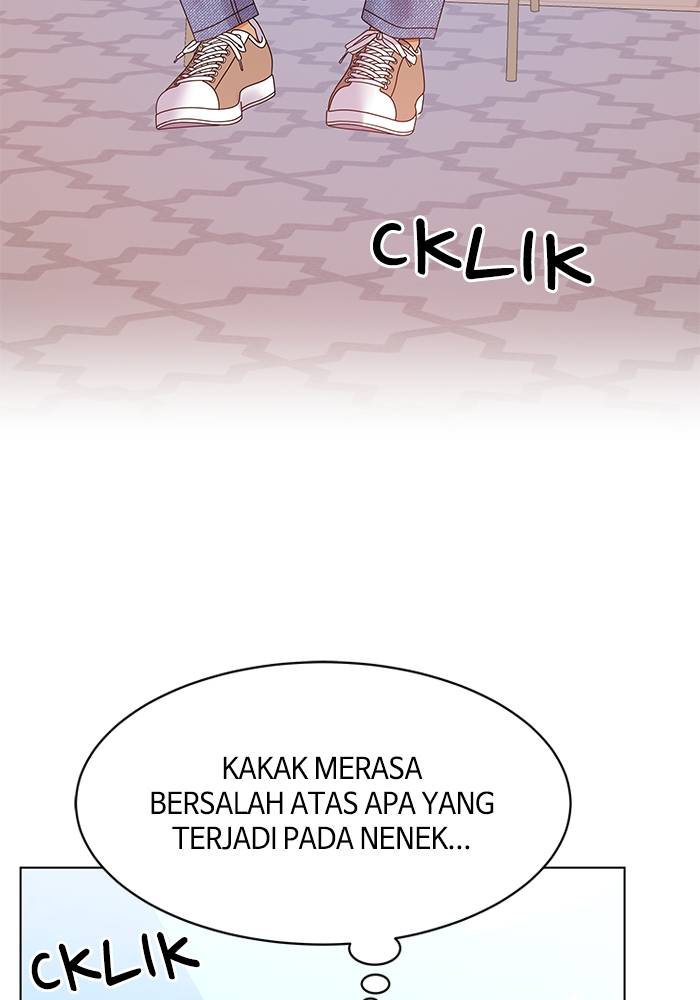 CKLIK
KAKAK MERASA
BERSALAH ATAS APA YANG
TERJADI PADA NENEK...
CKLIK